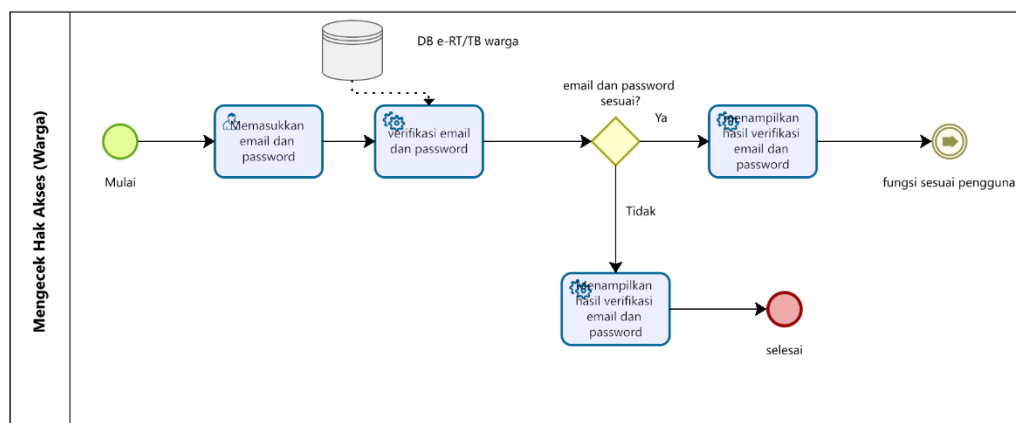 Mengecek Hak Akses (Warga)
DB e-RT/TB warga
Mulai
Memasukkan
email dan
password
verifikasi email
dan password
email dan password
sesuai?
Ya
menampilkan
hasil verifikasi
email dan
password
fungsi sesuai pengguna
Tidak
Menampilkan
hasil verifikasi
email dan
password
selesai